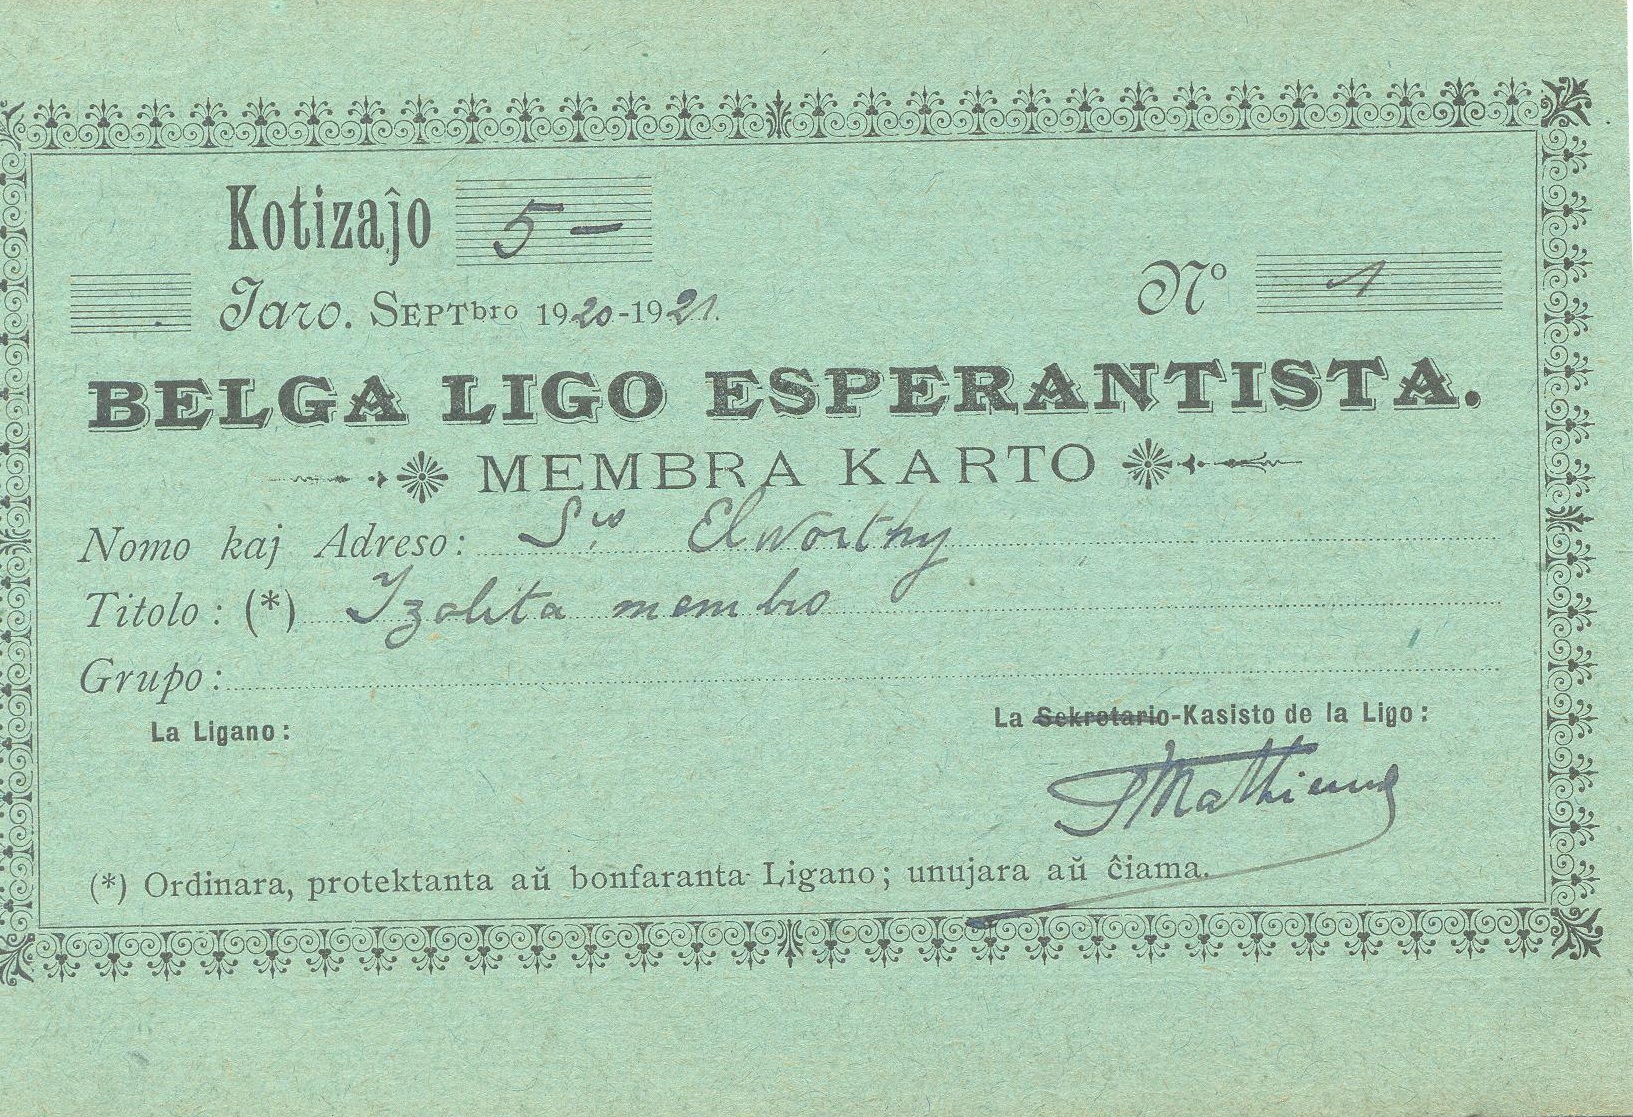 Kotizaĵo 5 —
Jaro. SEPTbro 1920-1921.
Nº 1
BELGA LIGO ESPERANTISTA.
MEMBRA KARTO
Nomo kaj Adreso: Sro Elworthy
Titolo: (*) Izolita membro
Grupo:
La Ligano:
La Sekretario-Kasisto de la Ligo:
(*) Ordinara, protektanta aŭ bonfaranta Ligano; unujara aŭ ĉiama.